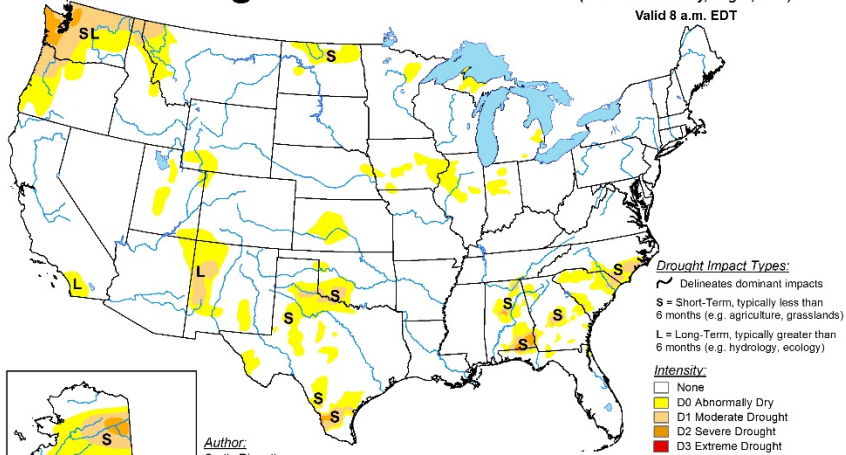 Valid 8 a.m. EDT
SL
S
L
L
S
S
S
S
S
S
S
S
S
Drought Impact Types:
Delineates dominant impacts
S = Short-Term, typically less than
6 months (e.g. agriculture, grasslands)
L = Long-Term, typically greater than
6 months (e.g. hydrology, ecology)
Intensity:
None
D0 Abnormally Dry
D1 Moderate Drought
D2 Severe Drought
D3 Extreme Drought
Author: